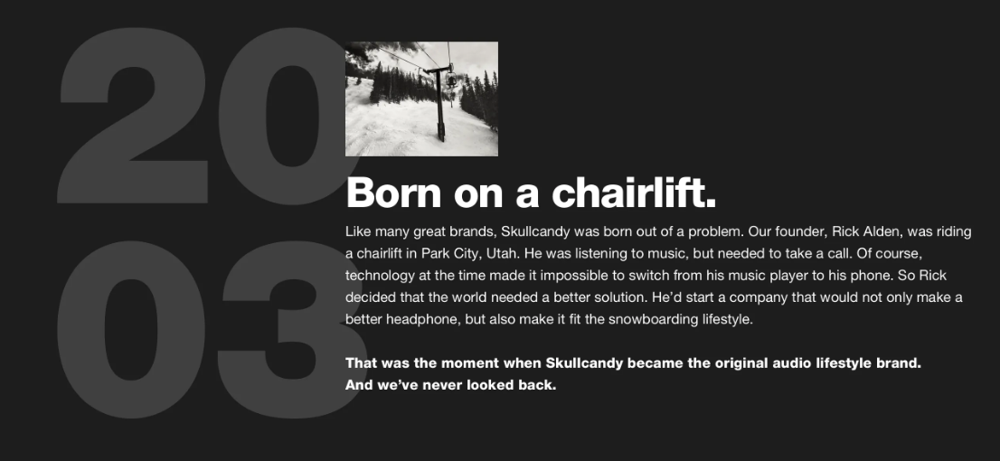 20
03
Born on a chairlift.
Like many great brands, Skullcandy was born out of a problem. Our founder, Rick Alden, was riding
a chairlift in Park City, Utah. He was listening to music, but needed to take a call. Of course,
technology at the time made it impossible to switch from his music player to his phone. So Rick
decided that the world needed a better solution. He’d start a company that would not only make a
better headphone, but also make it fit the snowboarding lifestyle.
That was the moment when Skullcandy became the original audio lifestyle brand.
And we’ve never looked back.